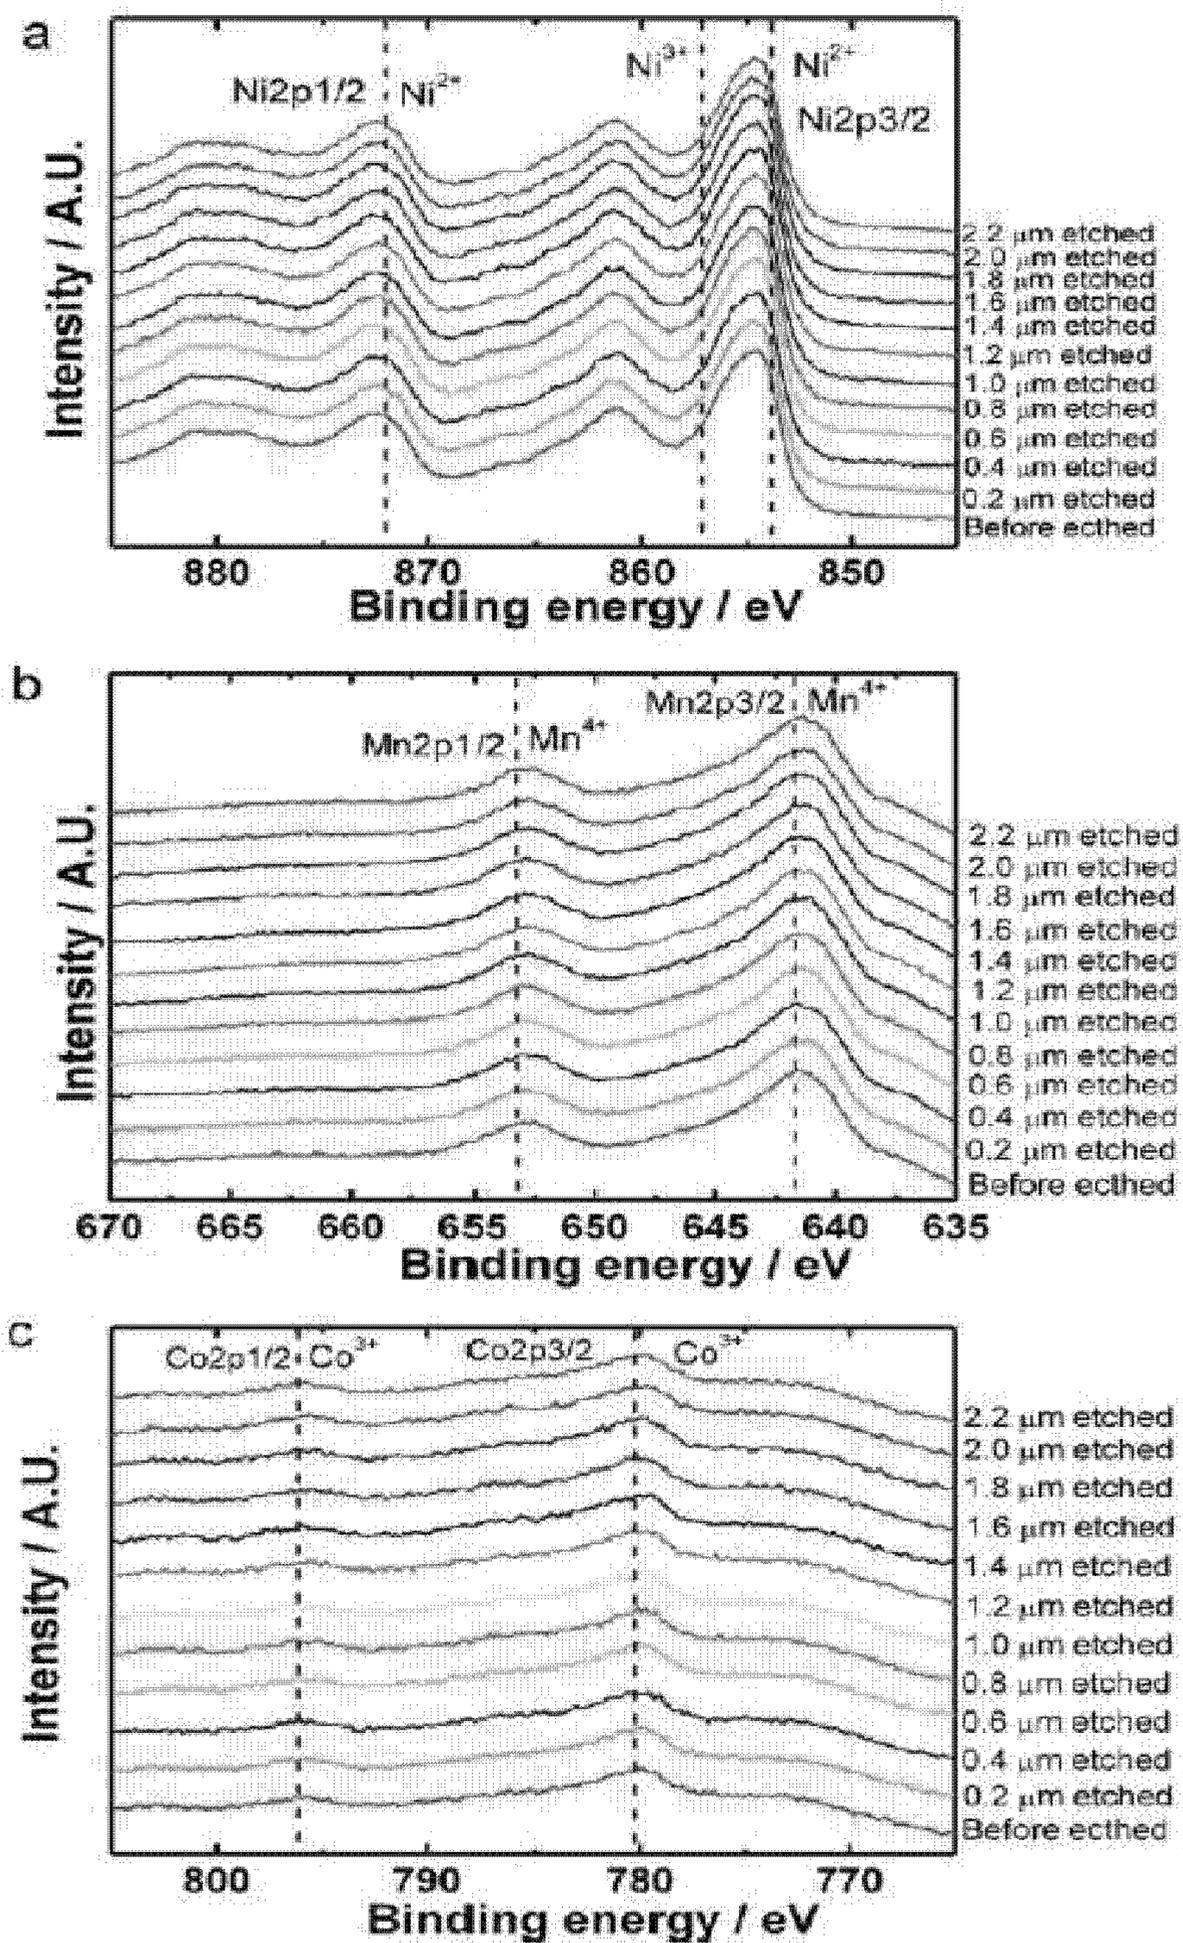 a
Ni2p1/2 Ni²⁺ Ni³⁺ Ni²⁺
Ni2p3/2
Intensity / A.U.
2.2 μm etched
2.0 μm etched
1.8 μm etched
1.6 μm etched
1.4 μm etched
1.2 μm etched
1.0 μm etched
0.8 μm etched
0.6 μm etched
0.4 μm etched
0.2 μm etched
Before ecthed
880 870 860 850
Binding energy / eV
b
Mn2p3/2 Mn⁴⁺
Mn2p1/2 Mn⁴⁺
Intensity / A.U.
2.2 μm etched
2.0 μm etched
1.8 μm etched
1.6 μm etched
1.4 μm etched
1.2 μm etched
1.0 μm etched
0.8 μm etched
0.6 μm etched
0.4 μm etched
0.2 μm etched
Before ecthed
670 665 660 655 650 645 640 635
Binding energy / eV
c
Co2p1/2 Co³⁺ Co2p3/2 Co³⁺
Intensity / A.U.
2.2 μm etched
2.0 μm etched
1.8 μm etched
1.6 μm etched
1.4 μm etched
1.2 μm etched
1.0 μm etched
0.8 μm etched
0.6 μm etched
0.4 μm etched
0.2 μm etched
Before ecthed
800 790 780 770
Binding energy / eV